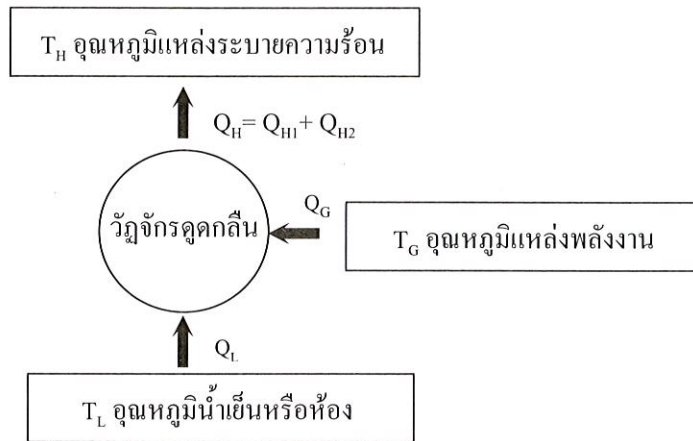 T_H อุณหภูมิแหล่งระบายความร้อน
Q_H= Q_H1+ Q_H2
วัฏจักรดูดกลืน
Q_G
T_G อุณหภูมิแหล่งพลังงาน
Q_L
T_L อุณหภูมิน้ำเย็นหรือห้อง